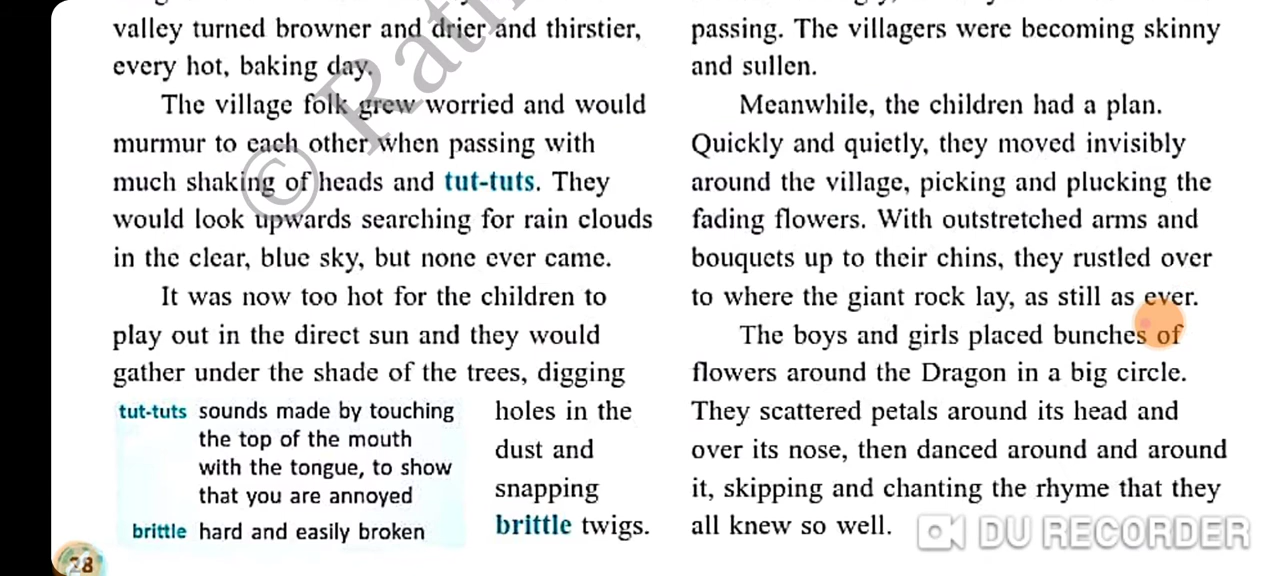 valley turned browner and drier and thirstier,
every hot, baking day.
The village folk grew worried and would
murmur to each other when passing with
much shaking of heads and tut-tuts. They
would look upwards searching for rain clouds
in the clear, blue sky, but none ever came.
It was now too hot for the children to
play out in the direct sun and they would
gather under the shade of the trees, digging
holes in the
dust and
snapping
brittle twigs.
tut-tuts sounds made by touching
the top of the mouth
with the tongue, to show
that you are annoyed
brittle hard and easily broken
28
passing. The villagers were becoming skinny
and sullen.
Meanwhile, the children had a plan.
Quickly and quietly, they moved invisibly
around the village, picking and plucking the
fading flowers. With outstretched arms and
bouquets up to their chins, they rustled over
to where the giant rock lay, as still as ever.
The boys and girls placed bunches of
flowers around the Dragon in a big circle.
They scattered petals around its head and
over its nose, then danced around and around
it, skipping and chanting the rhyme that they
all knew so well.
DU RECORDER
© Rat